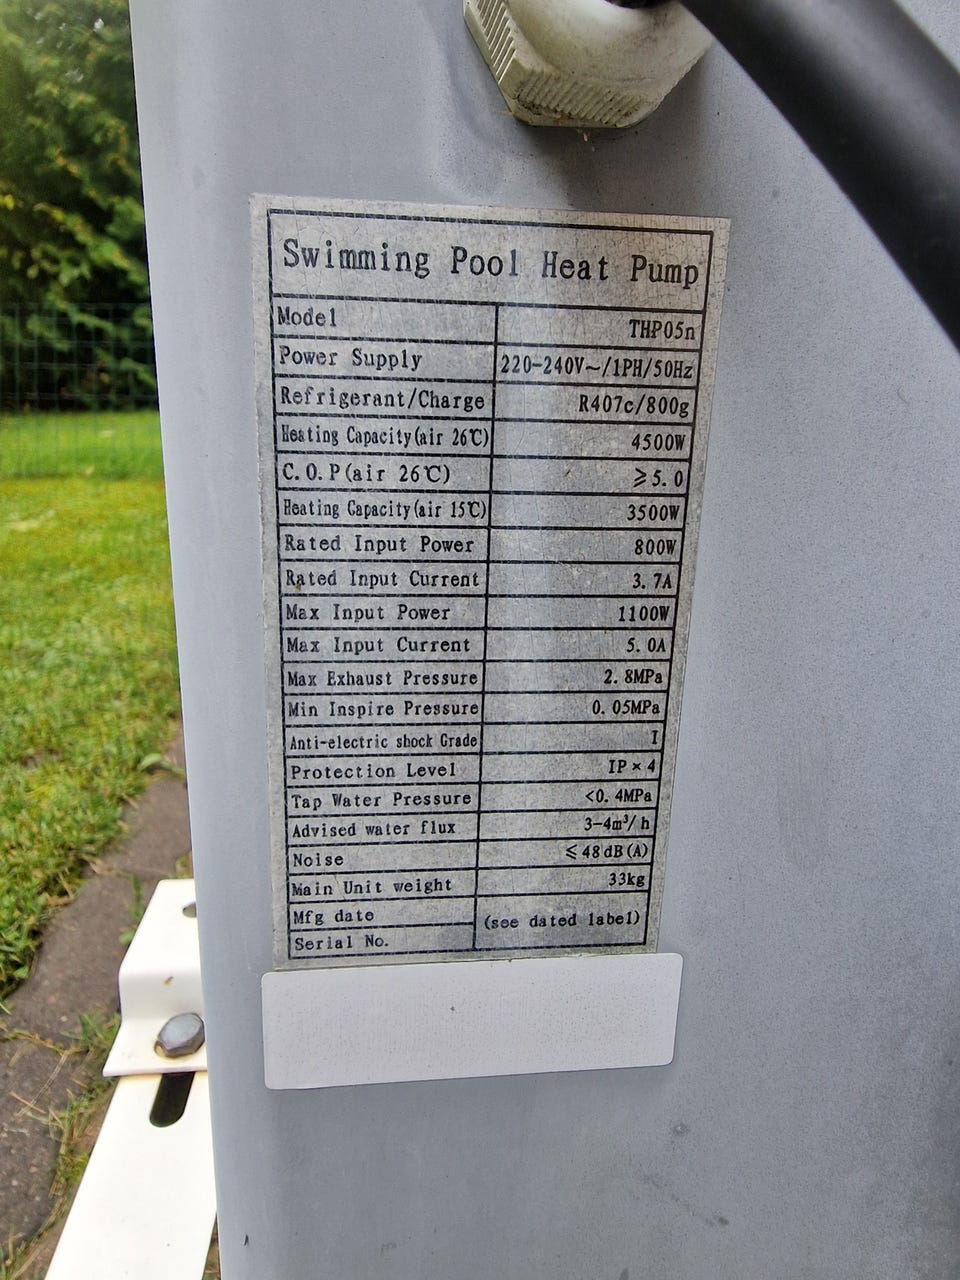 Swimming Pool Heat Pump
Model THP05n
Power Supply 220-240V~/1PH/50Hz
Refrigerant/Charge R407c/800g
Heating Capacity(air 26℃) 4500W
C.O.P(air 26℃) ≥5.0
Heating Capacity(air 15℃) 3500W
Rated Input Power 800W
Rated Input Current 3.7A
Max Input Power 1100W
Max Input Current 5.0A
Max Exhaust Pressure 2.8MPa
Min Inspire Pressure 0.05MPa
Anti-electric shock Grade I
Protection Level IP×4
Tap Water Pressure <0.4MPa
Advised water flux 3-4m³/h
Noise ≤48dB(A)
Main Unit weight 33kg
Mfg date (see dated label)
Serial No.